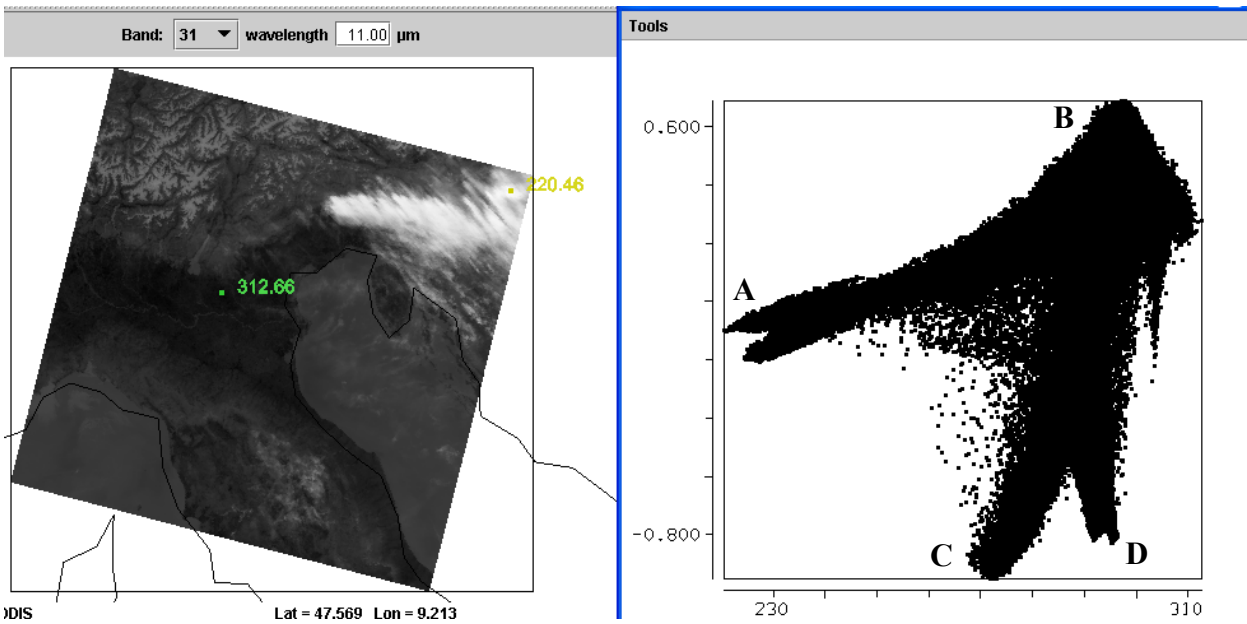 Band: 31 wavelength 11.00 µm
220.46
312.66
ODIS Lat = 47.569 Lon = 9.213
Tools
0.600
-0.800
230 310
A
B
C
D